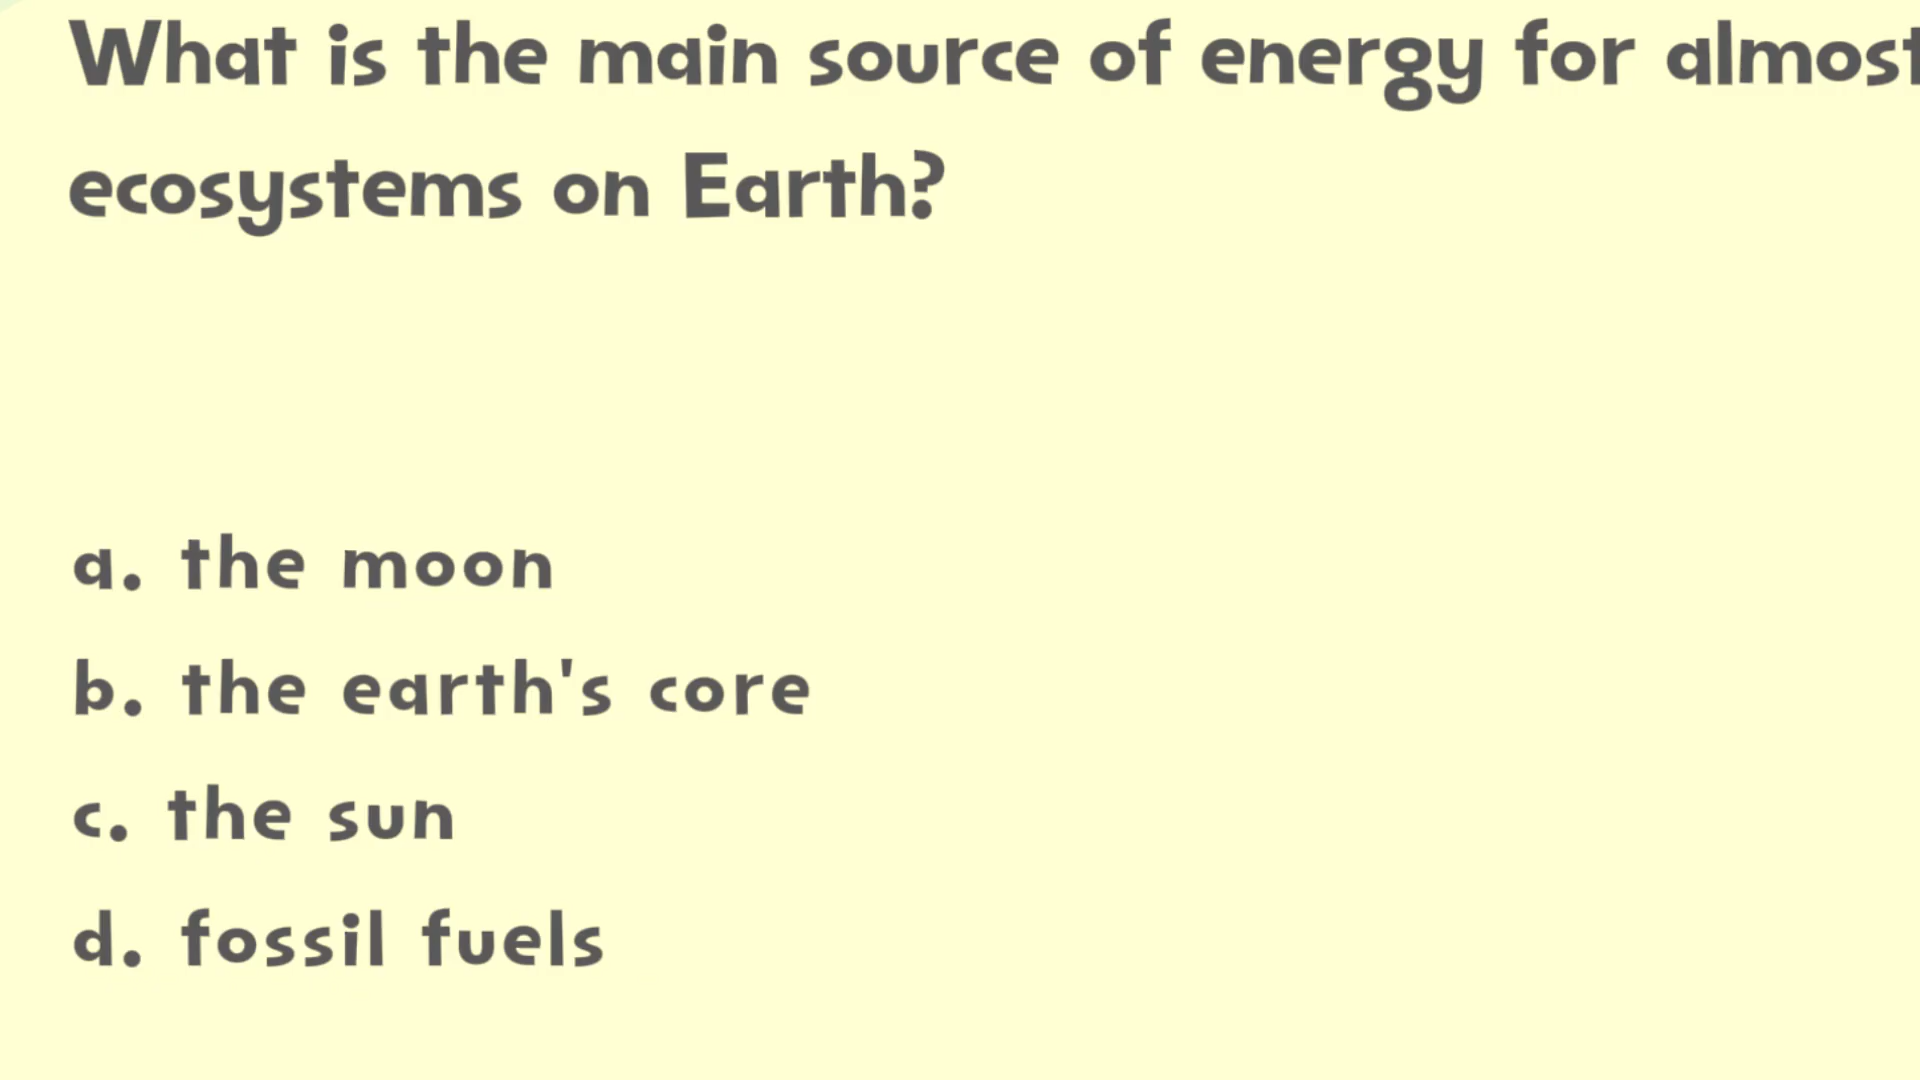 What is the main source of energy for almost
ecosystems on Earth?
a. the moon
b. the earth's core
c. the sun
d. fossil fuels